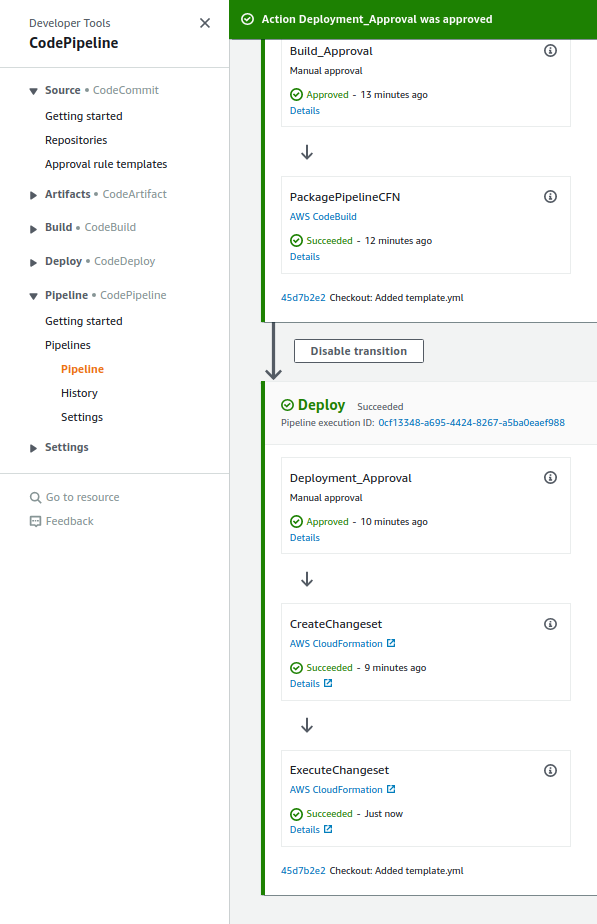 Developer Tools
CodePipeline
Source • CodeCommit
Getting started
Repositories
Approval rule templates
Artifacts • CodeArtifact
Build • CodeBuild
Deploy • CodeDeploy
Pipeline • CodePipeline
Getting started
Pipelines
Pipeline
History
Settings
Settings
Go to resource
Feedback
Action Deployment_Approval was approved
Build_Approval
Manual approval
Approved - 13 minutes ago
Details
PackagePipelineCFN
AWS CodeBuild
Succeeded - 12 minutes ago
Details
45d7b2e2 Checkout: Added template.yml
Disable transition
Deploy Succeeded
Pipeline execution ID: 0cf13348-a695-4424-8267-a5ba0eaef988
Deployment_Approval
Manual approval
Approved - 10 minutes ago
Details
CreateChangeset
AWS CloudFormation
Succeeded - 9 minutes ago
Details
ExecuteChangeset
AWS CloudFormation
Succeeded - Just now
Details
45d7b2e2 Checkout: Added template.yml